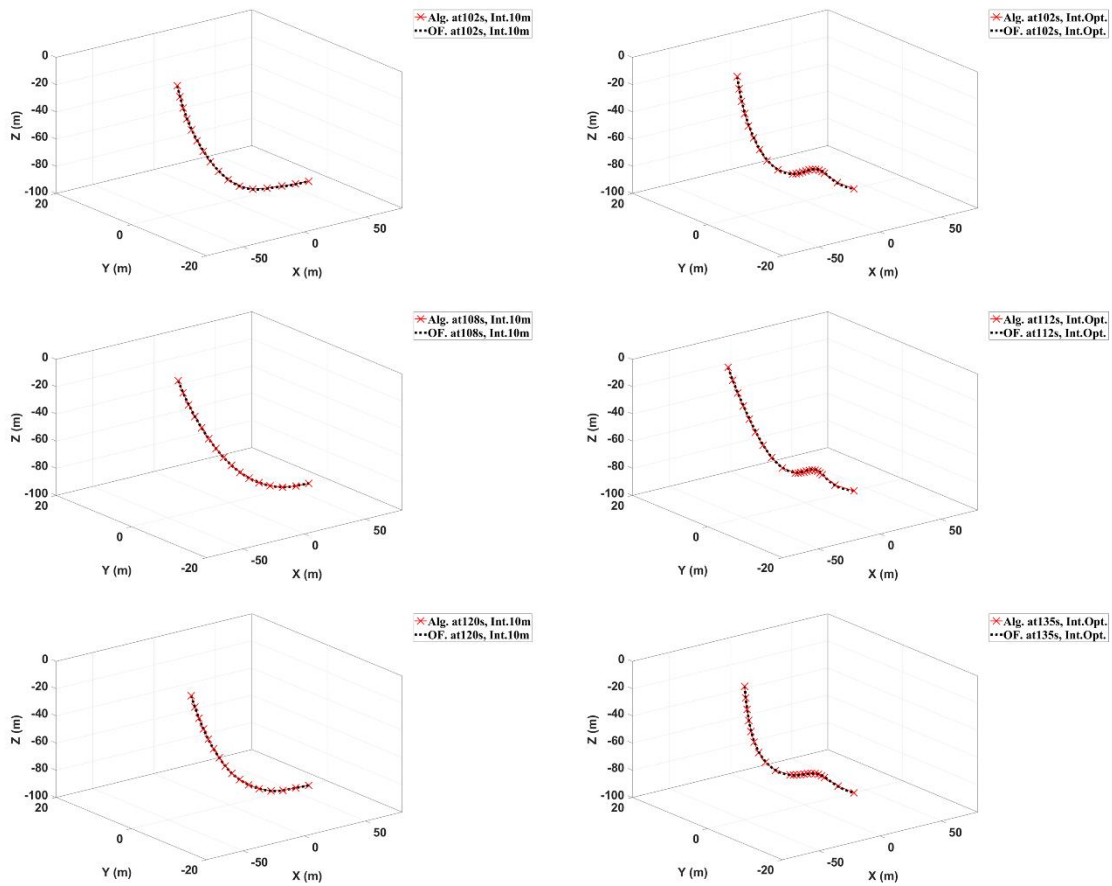 Alg. at102s, Int.10m
OF. at102s, Int.10m
0
-20
-40
-60
-80
-100
Z (m)
20
0
-20
Y (m)
-50
0
50
X (m)
Alg. at102s, Int.Opt.
OF. at102s, Int.Opt.
0
-20
-40
-60
-80
-100
Z (m)
20
0
-20
Y (m)
-50
0
50
X (m)
Alg. at108s, Int.10m
OF. at108s, Int.10m
0
-20
-40
-60
-80
-100
Z (m)
20
0
-20
Y (m)
-50
0
50
X (m)
Alg. at112s, Int.Opt.
OF. at112s, Int.Opt.
0
-20
-40
-60
-80
-100
Z (m)
20
0
-20
Y (m)
-50
0
50
X (m)
Alg. at120s, Int.10m
OF. at120s, Int.10m
0
-20
-40
-60
-80
-100
Z (m)
20
0
-20
Y (m)
-50
0
50
X (m)
Alg. at135s, Int.Opt.
OF. at135s, Int.Opt.
0
-20
-40
-60
-80
-100
Z (m)
20
0
-20
Y (m)
-50
0
50
X (m)